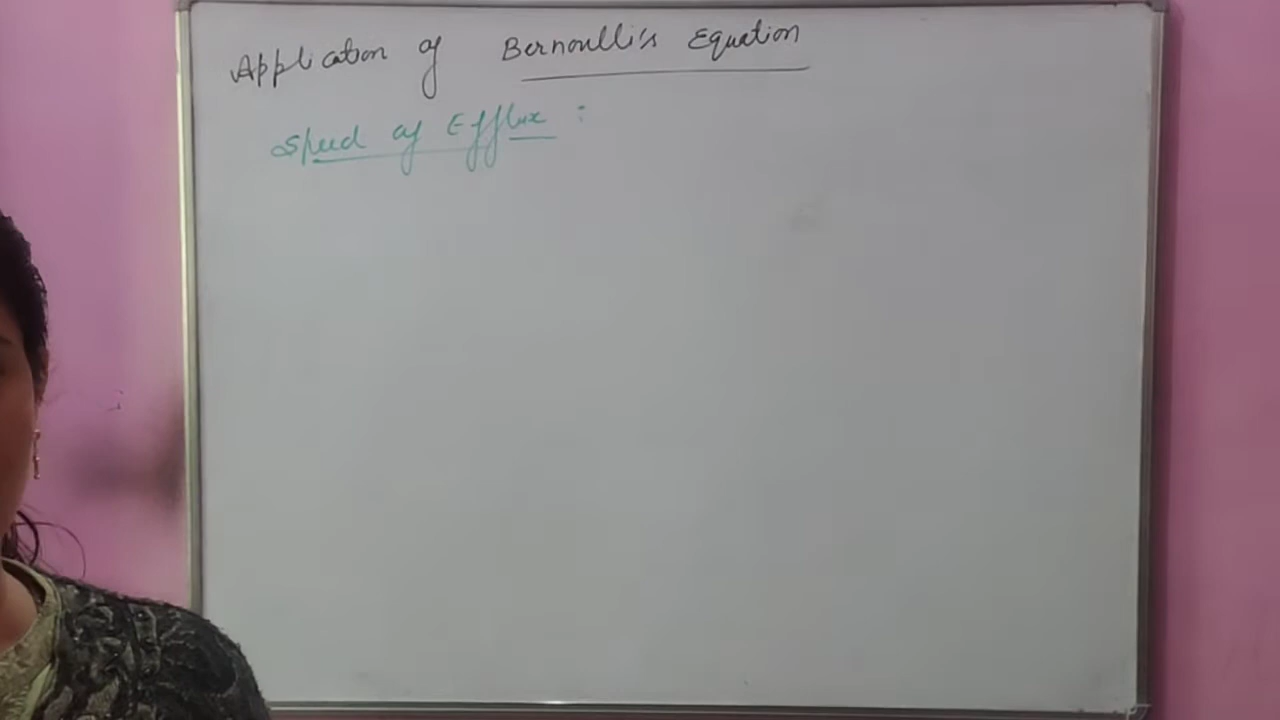 Application of Bernoulli's Equation
Speed of Efflux :